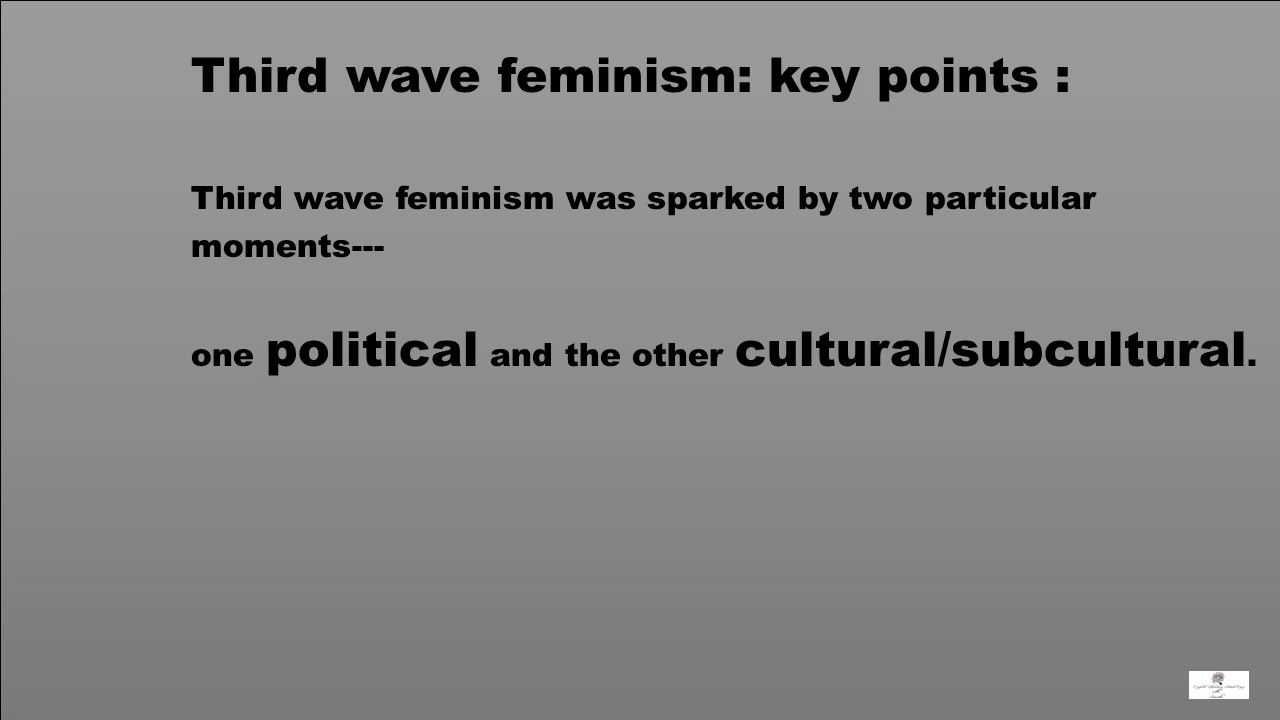 Third wave feminism: key points :
Third wave feminism was sparked by two particular
moments---
one political and the other cultural/subcultural.